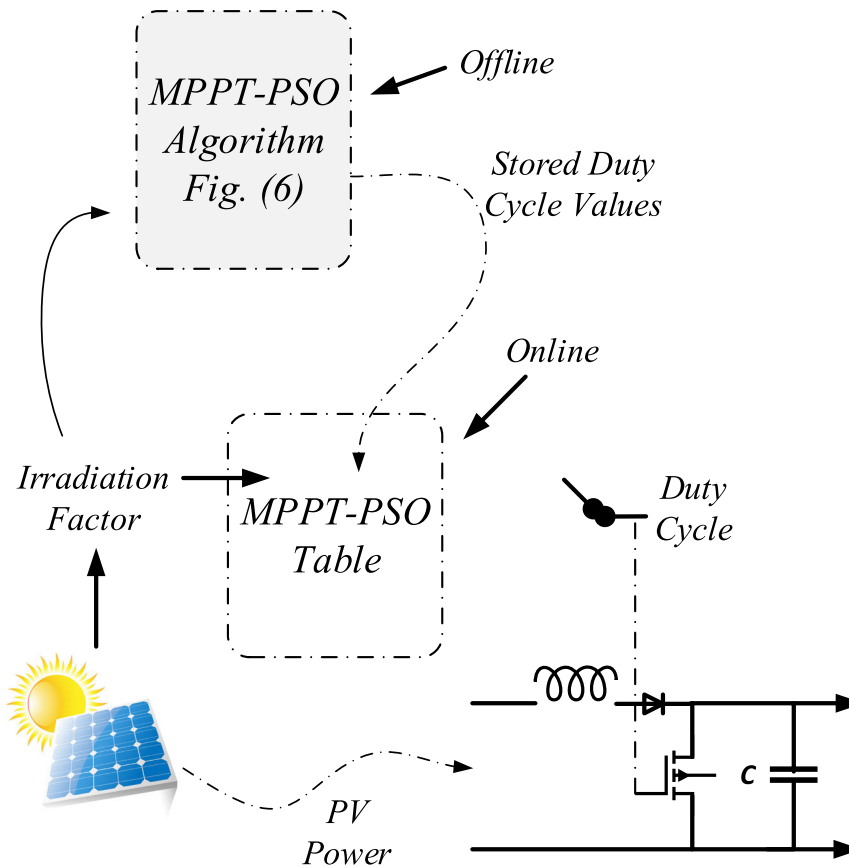 MPPT-PSO
Algorithm
Fig. (6)
Offline
Stored Duty
Cycle Values
Online
Irradiation
Factor
MPPT-PSO
Table
Duty
Cycle
C
PV
Power